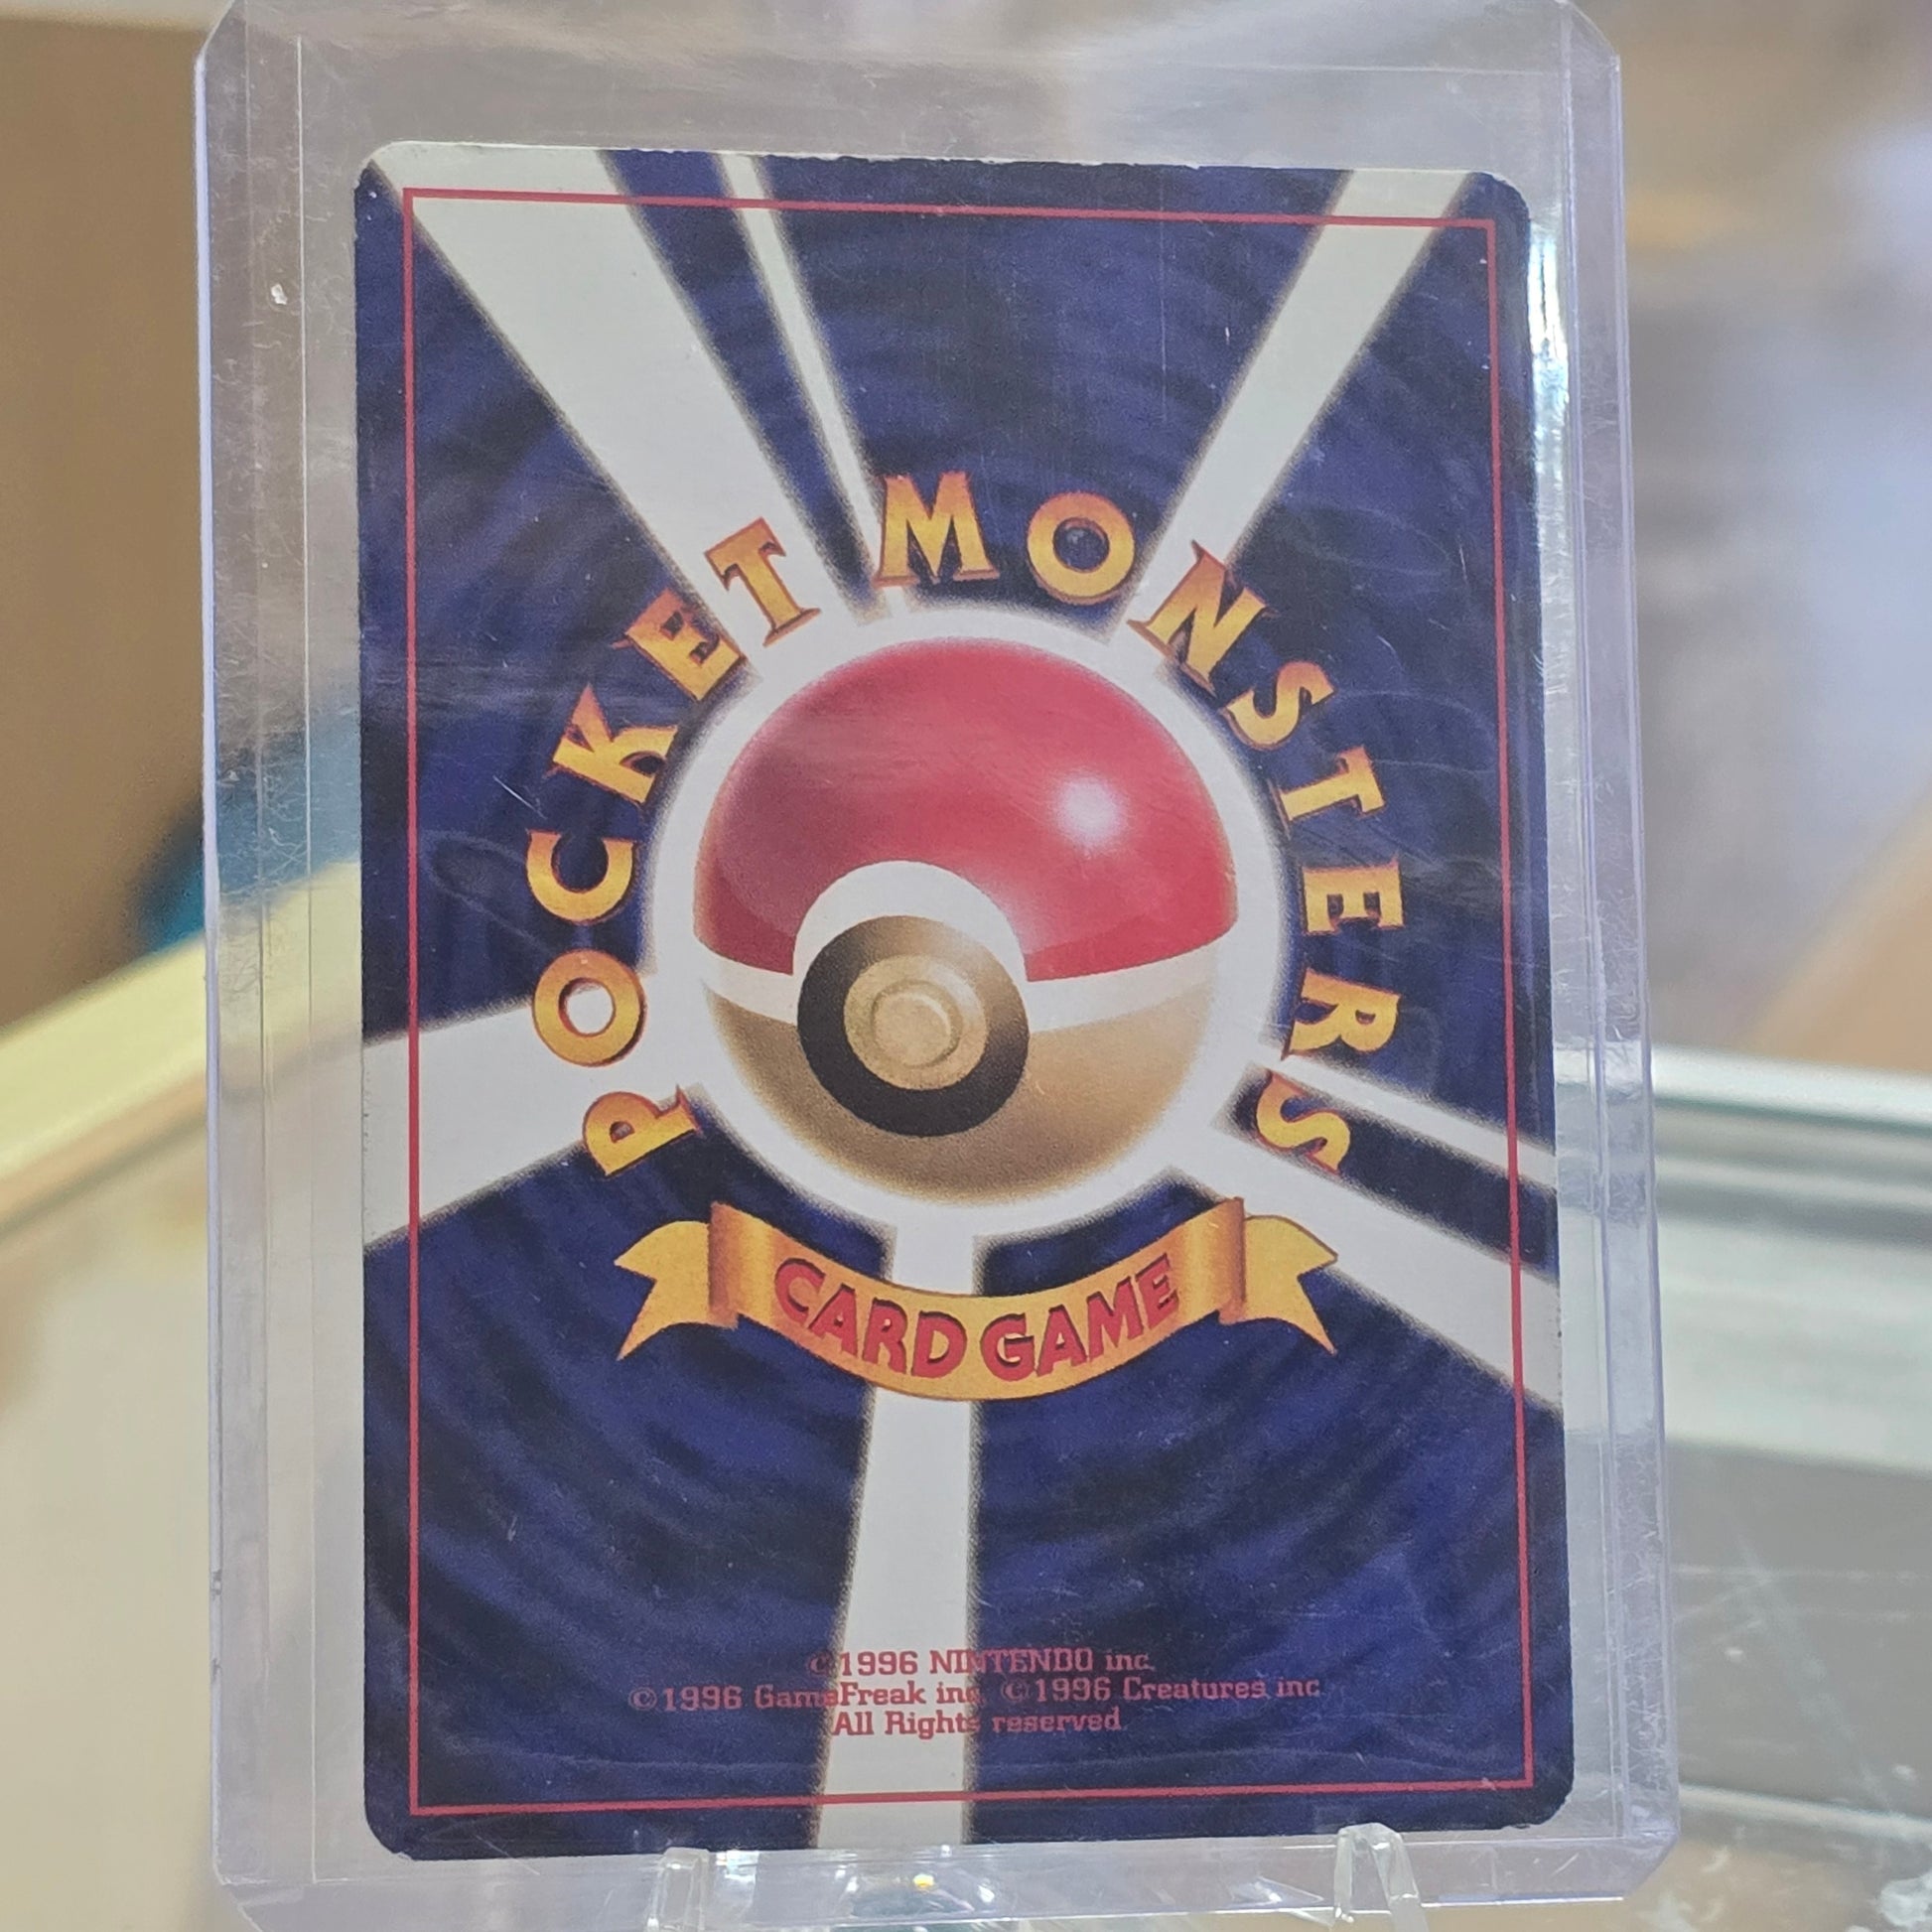 POCKET MONSTERS
CARD GAME
©1996 NINTENDO inc.
©1996 GameFreak inc. ©1996 Creatures inc
All Rights reserved.